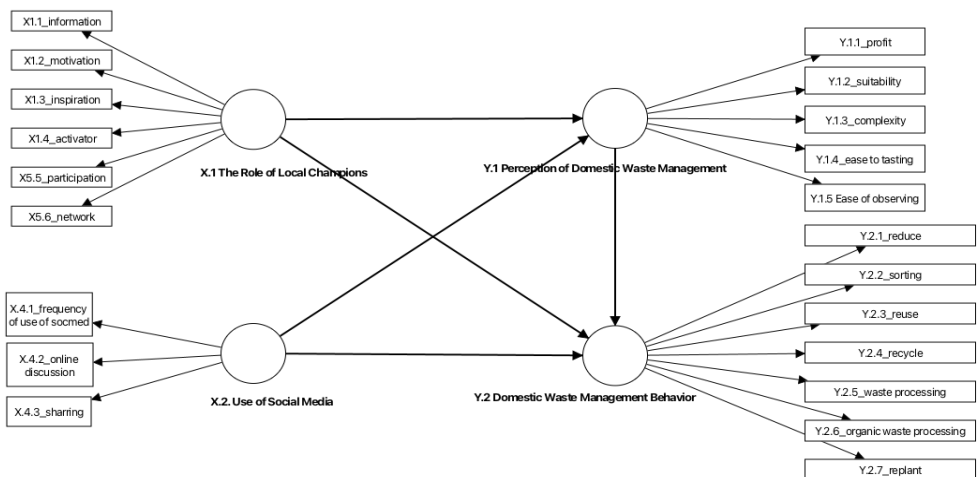 X1.1_information
X1.2_motivation
X1.3_inspiration
X1.4_activator
X5.5_participation
X5.6_network
X.1 The Role of Local Champions
X.4.1_frequency
of use of socmed
X.4.2_online
discussion
X.4.3_sharring
X.2. Use of Social Media
Y.1.1_profit
Y.1.2_suitability
Y.1.3_complexity
Y.1.4_ease to tasting
Y.1.5 Ease of observing
Y.1 Perception of Domestic Waste Management
Y.2.1_reduce
Y.2.2_sorting
Y.2.3_reuse
Y.2.4_recycle
Y.2.5_waste processing
Y.2.6_organic waste processing
Y.2.7_replant
Y.2 Domestic Waste Management Behavior